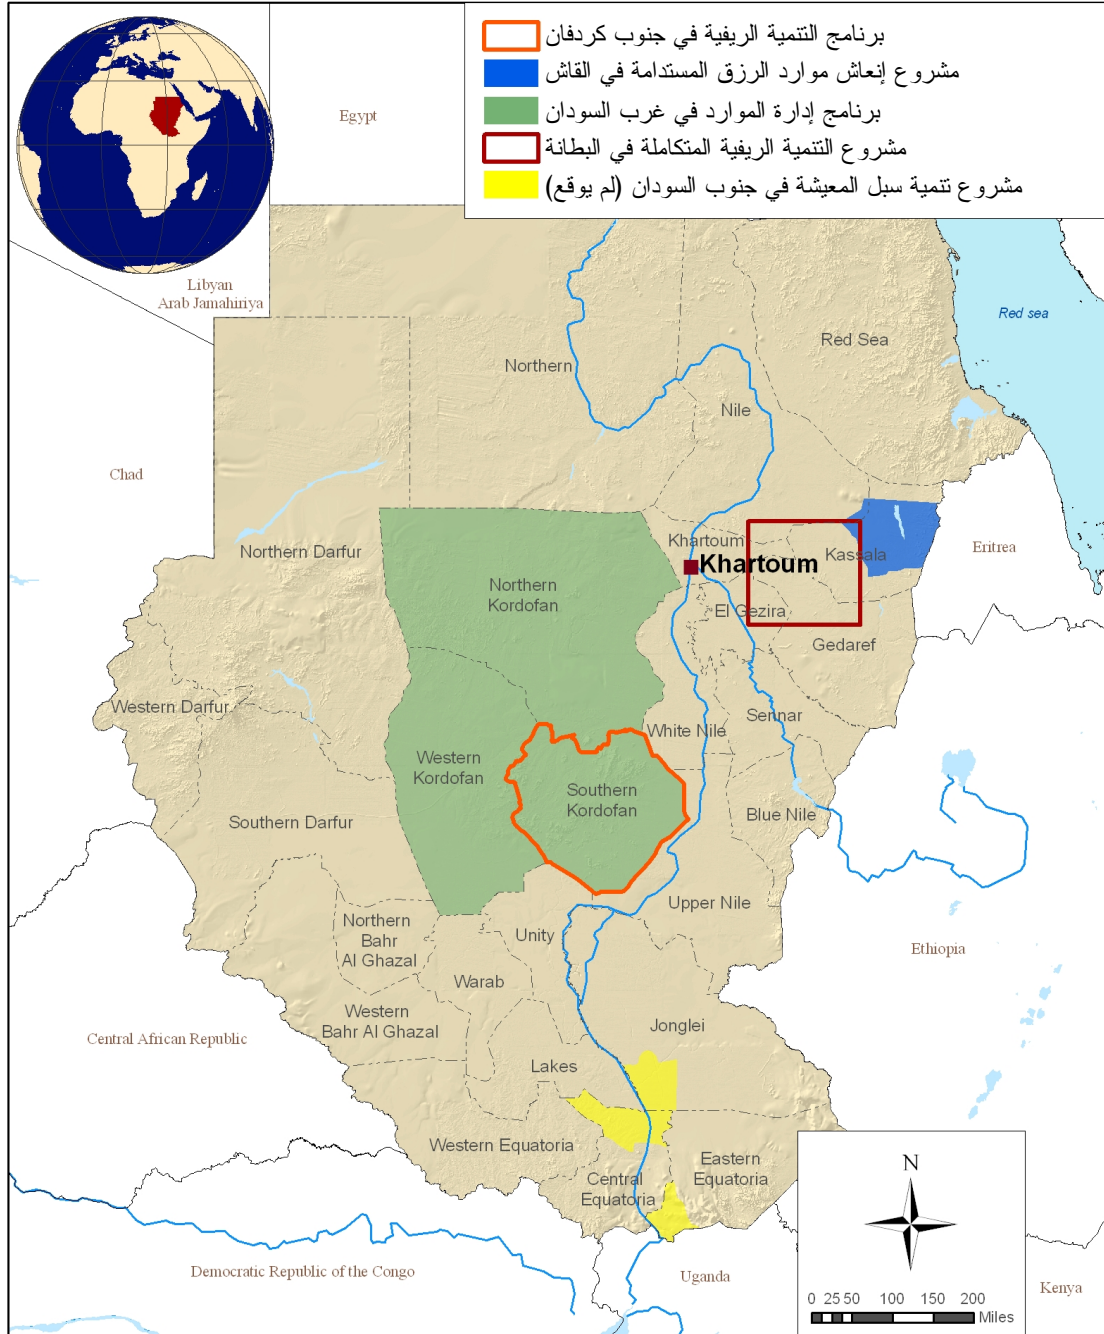 برنامج التنمية الريفية في جنوب كردفان
مشروع إنعاش موارد الرزق المستدامة في القاش
برنامج إدارة الموارد في غرب السودان
مشروع التنمية الريفية المتكاملة في البطانة
مشروع تنمية سبل المعيشة في جنوب السودان (لم يوقع)
Egypt
Libyan
Arab Jamahiriya
Red sea
Red Sea
Northern
Nile
Chad
Northern Darfur
Khartoum
Khartoum
Kassala
Eritrea
Northern
Kordofan
El Gezira
Gedaref
Western Darfur
White Nile
Sennar
Western
Kordofan
Southern
Kordofan
Southern Darfur
Blue Nile
Upper Nile
Northern
Bahr
Al Ghazal
Unity
Ethiopia
Warab
Western
Bahr Al Ghazal
Jonglei
Central African Republic
Lakes
Western Equatoria
Eastern
Equatoria
Central
Equatoria
N
Democratic Republic of the Congo
Uganda
Kenya
0 25 50 100 150 200
Miles